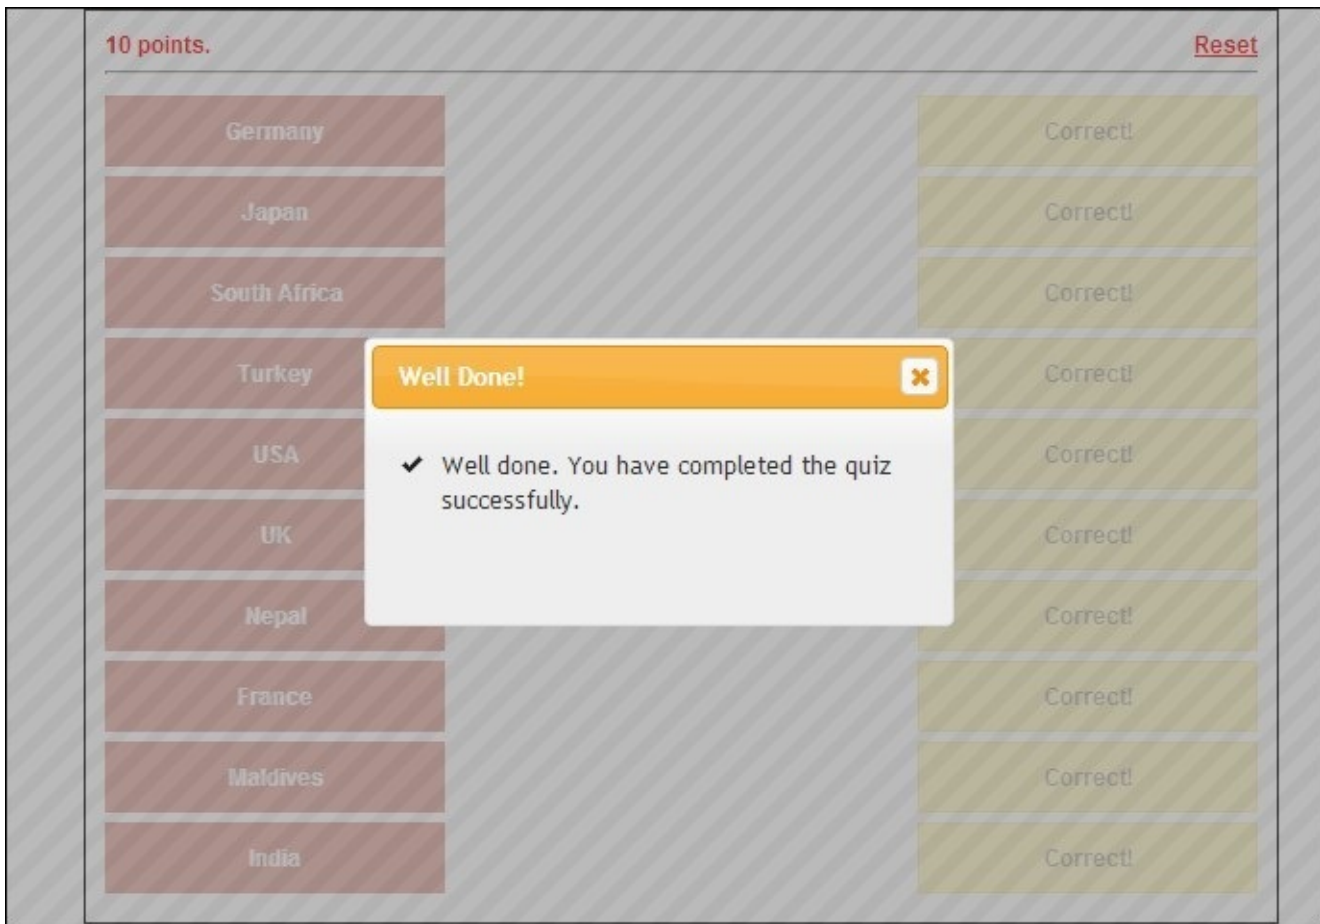 10 points.
Reset
Germany
Correct!
Japan
Correct!
South Africa
Correct!
Turkey
Correct!
USA
Correct!
UK
Correct!
Nepal
Correct!
France
Correct!
Maldives
Correct!
India
Correct!
Well Done!
Well done. You have completed the quiz
successfully.